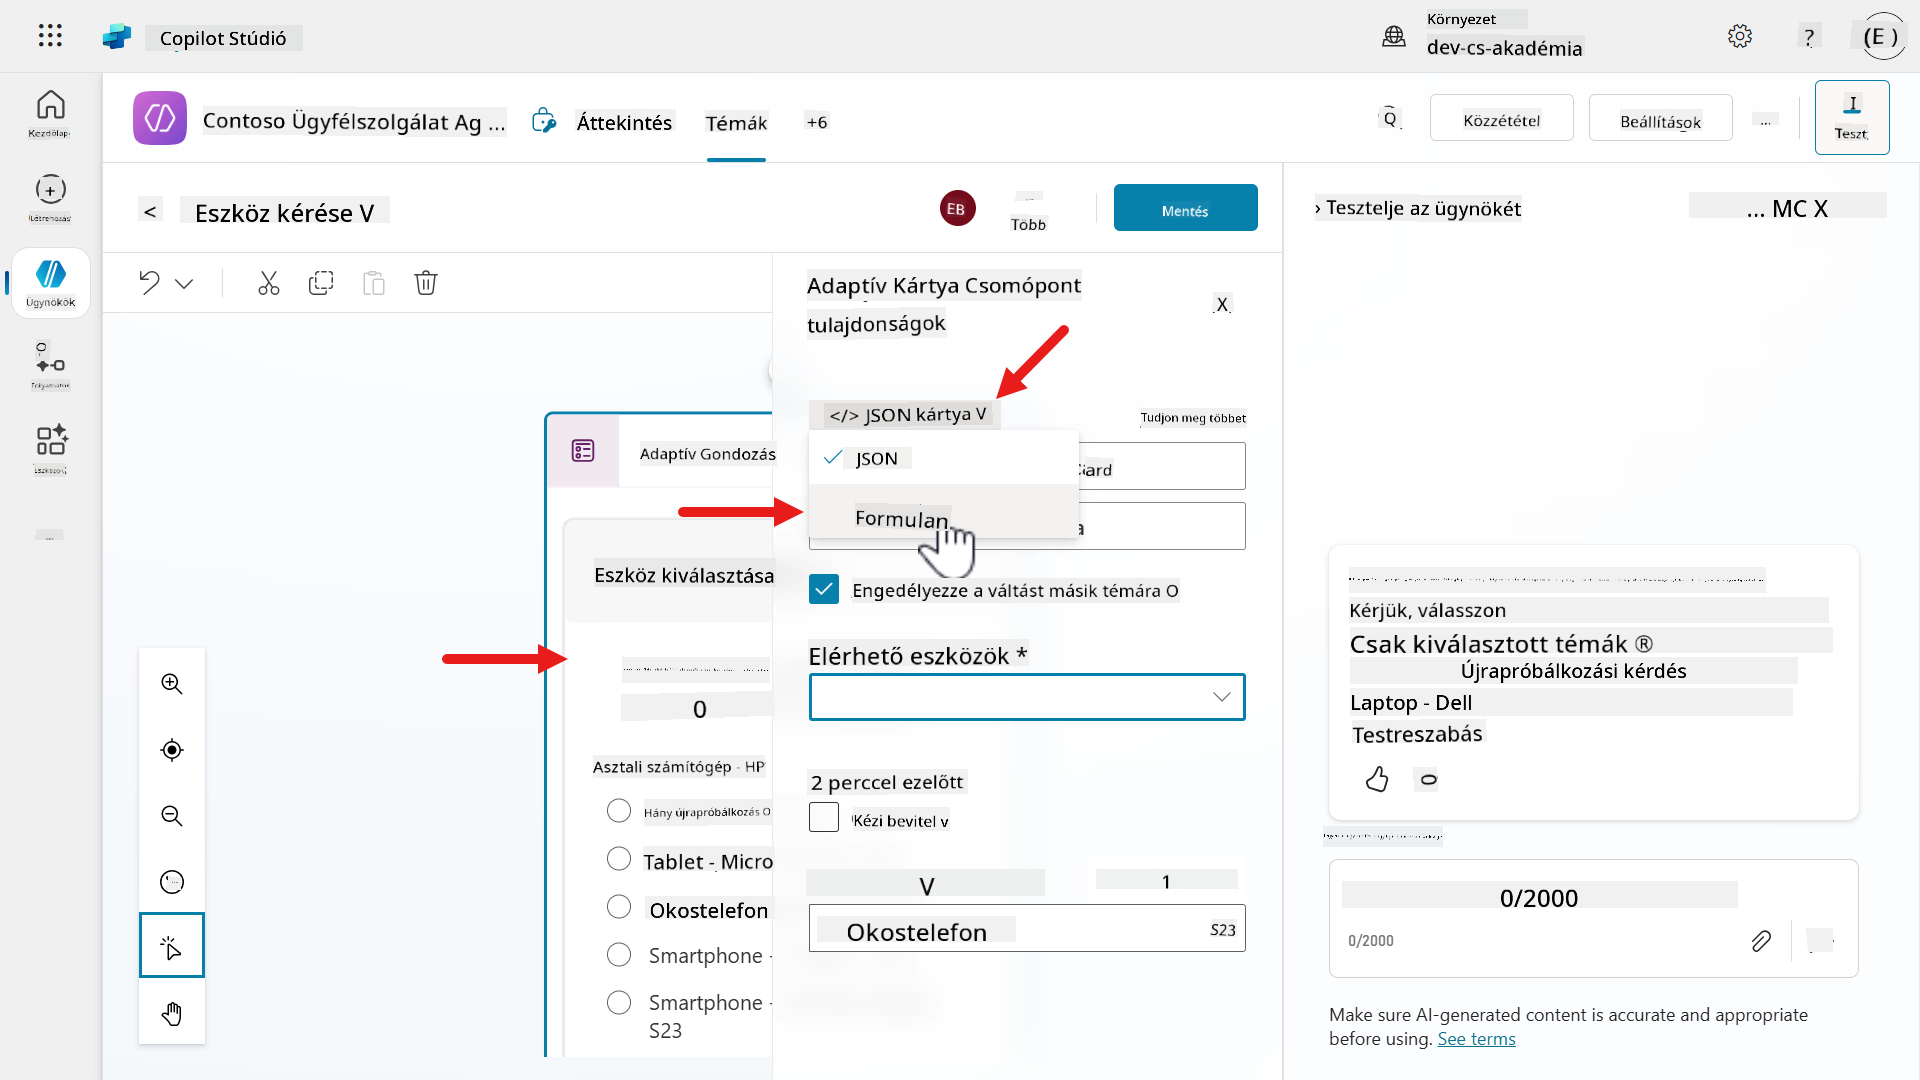 Copilot Stúdió
Környezet
dev-cs-akadémia
?
(E )
Kezdőlap
Létrehozás
Ügynökök
Folyamatok
Contoso Ügyfélszolgálat Ag ...
Áttekintés
Témák
+6
Q
Közzététel
Beállítások
...
I
Teszt
<
Eszköz kérése V
EB
Több
Mentés
› Tesztelje az ügynökét
... MC X
Adaptív Kártya Csomópont
tulajdonságok
X
</> JSON kártya V
Tudjon meg többet
JSON
Card
Formulan
a
Engedélyezze a váltást másik témára O
Adaptív Gondozás
Eszköz kiválasztása
0
Asztali számítógép - HP
Hány újrapróbálkozás O
Tablet - Micro
Okostelefon
Smartphone -
Smartphone -
S23
Elérhető eszközök *
2 perccel ezelőtt
Kézi bevitel v
V
1
Okostelefon
S23
Kérjük, válasszon
Csak kiválasztott témák ®
Újrapróbálkozási kérdés
Laptop - Dell
Testreszabás
0
0/2000
0/2000
Make sure AI-generated content is accurate and appropriate
before using. See terms